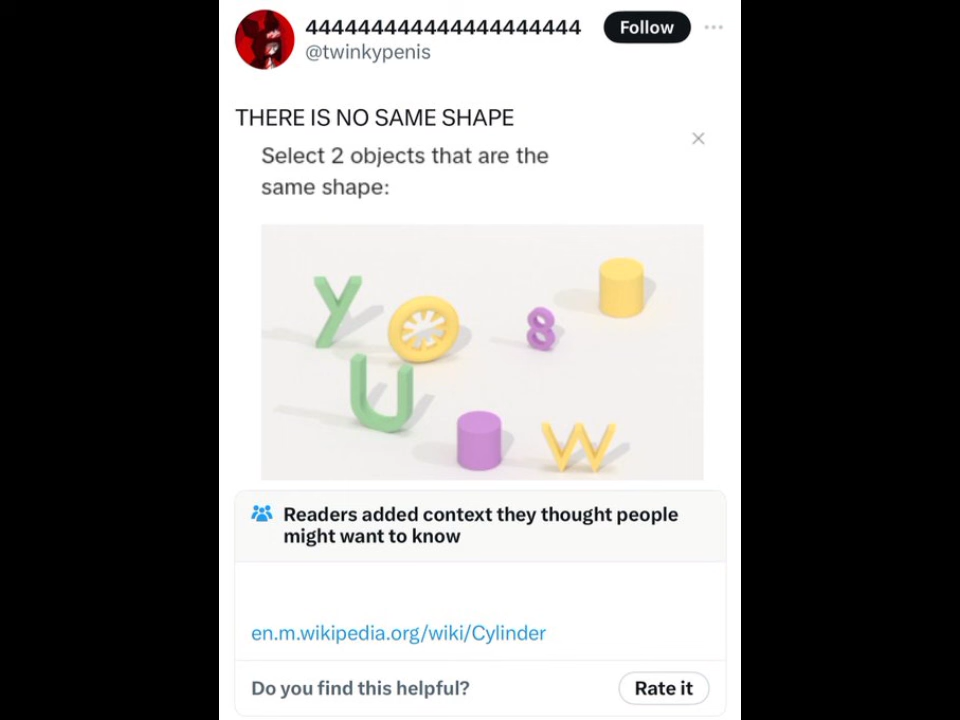 444444444444444444444
@twinkypenis
Follow
THERE IS NO SAME SHAPE
Select 2 objects that are the
same shape:
Y
8
U
W
Readers added context they thought people
might want to know
en.m.wikipedia.org/wiki/Cylinder
Do you find this helpful?
Rate it